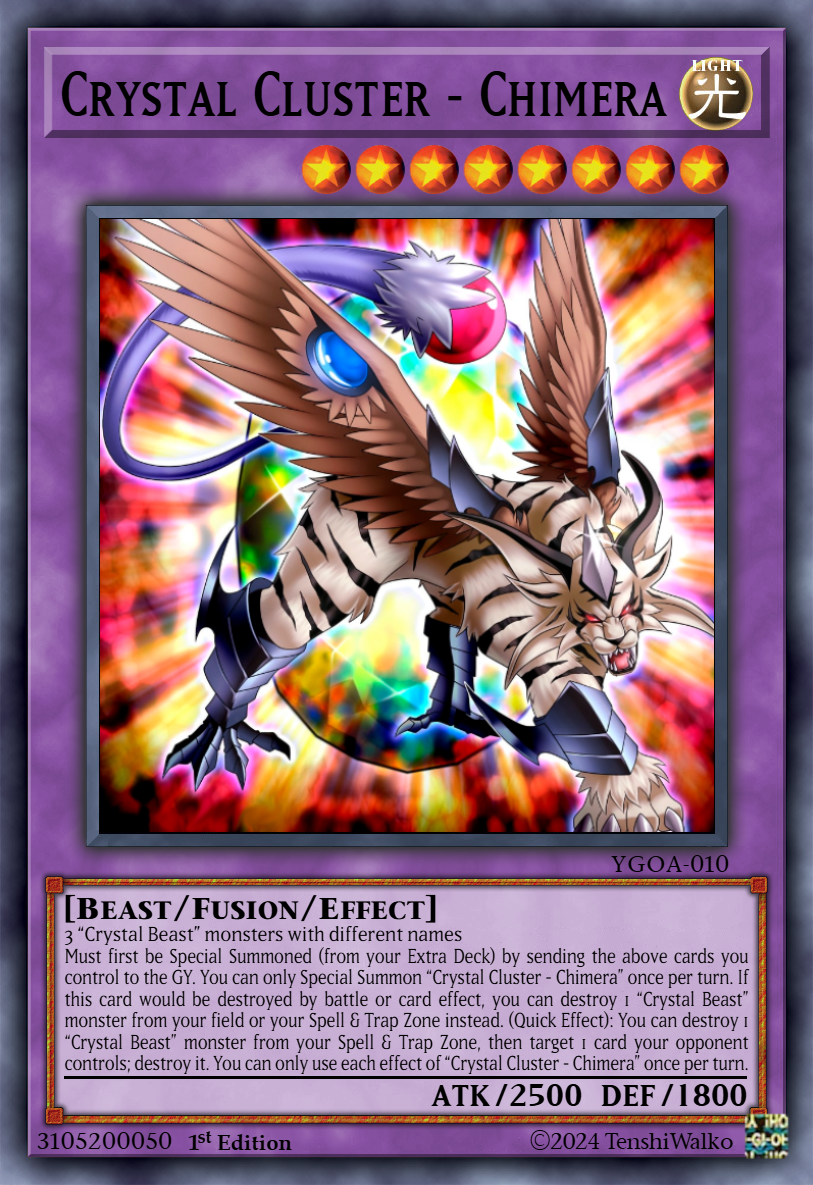 Crystal Cluster - Chimera
LIGHT
光
YGOA-010
[Beast/Fusion/Effect]
3 “Crystal Beast” monsters with different names
Must first be Special Summoned (from your Extra Deck) by sending the above cards you
control to the GY. You can only Special Summon “Crystal Cluster - Chimera” once per turn. If
this card would be destroyed by battle or card effect, you can destroy 1 “Crystal Beast”
monster from your field or your Spell & Trap Zone instead. (Quick Effect): You can destroy 1
“Crystal Beast” monster from your Spell & Trap Zone, then target 1 card your opponent
controls; destroy it. You can only use each effect of “Crystal Cluster - Chimera” once per turn.
ATK/2500 DEF/1800
3105200050 1st Edition ©2024 TenshiWalko